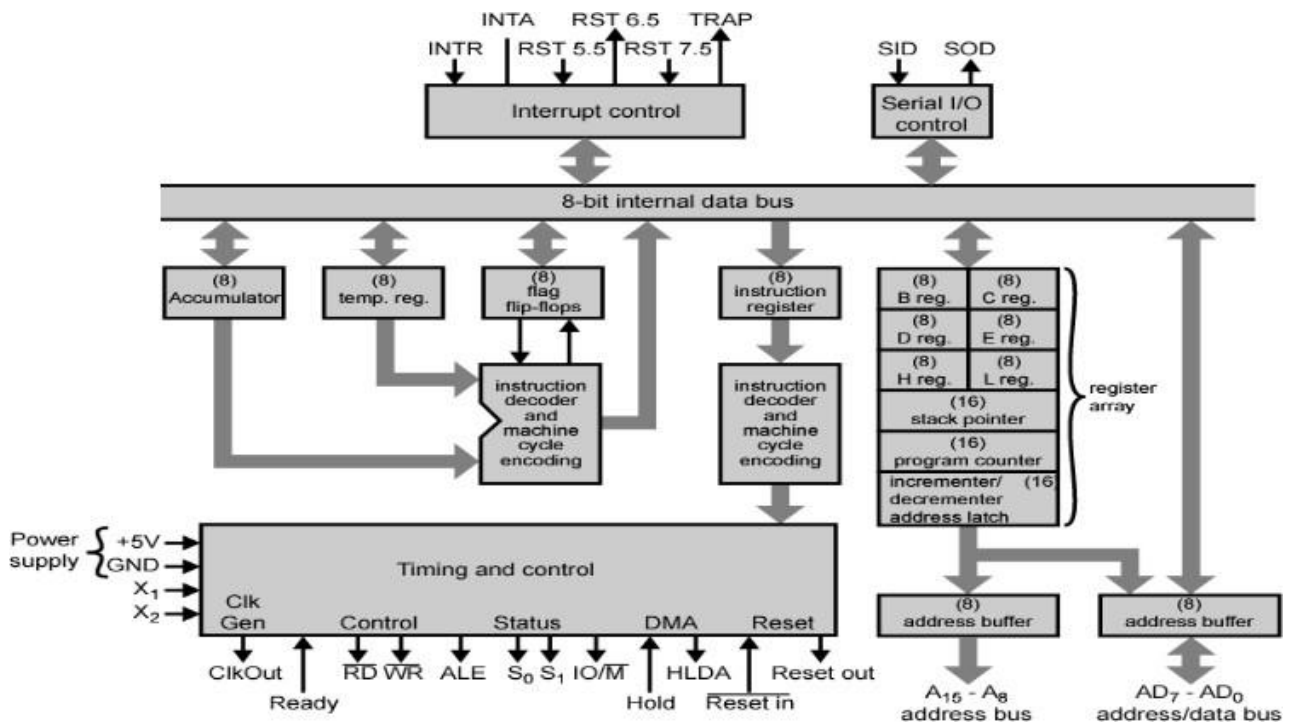 INTA RST 6.5 TRAP
INTR RST 5.5 RST 7.5
SID SOD
Interrupt control
Serial I/O
control
8-bit internal data bus
(8)
Accumulator
(8)
temp. reg.
(8)
flag
flip-flops
(8)
instruction
register
(8)
B reg.
(8)
C reg.
(8)
D reg.
(8)
E reg.
(8)
H reg.
(8)
L reg.
(16)
stack pointer
(16)
program counter
incrementer/ (16)
decrementer
address latch
register
array
instruction
decoder
and
machine
cycle
encoding
instruction
decoder
and
machine
cycle
encoding
Power
supply
+5V
GND
X₁
X₂
Timing and control
Clk
Gen
Control
Status
DMA
Reset
ClkOut
Ready
R̅D̅
W̅R̅
ALE
S₀ S₁ IO/M̅
Hold
HLDA
R̅e̅s̅e̅t̅ i̅n̅
Reset out
(8)
address buffer
(8)
address buffer
A₁₅ - A₈
address bus
AD₇ - AD₀
address/data bus